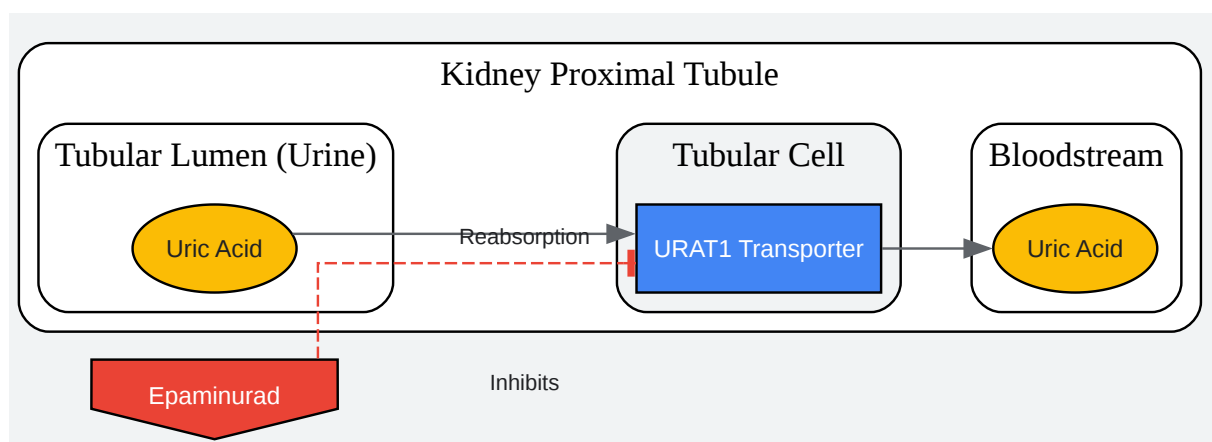 Kidney Proximal Tubule
Tubular Lumen (Urine)
Tubular Cell
Bloodstream
Uric Acid
Reabsorption
URAT1 Transporter
Uric Acid
Epaminurad
Inhibits